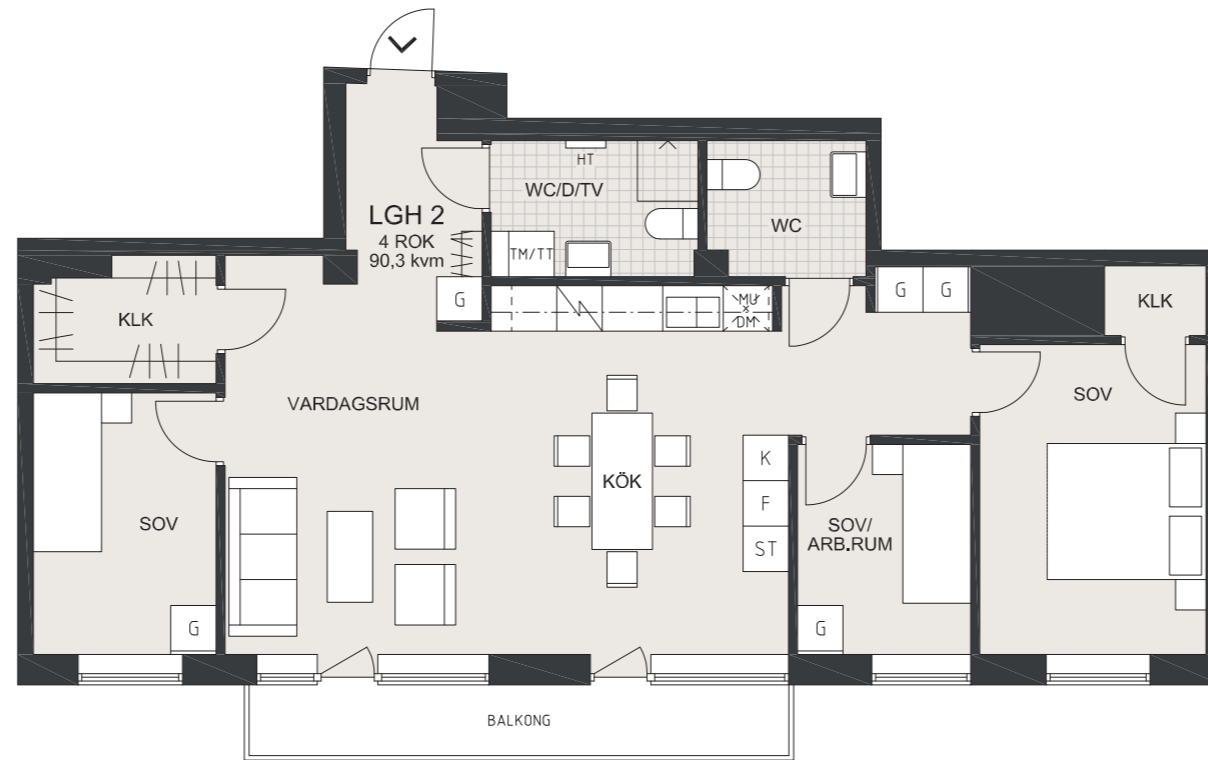 HT
WC/D/TV
LGH 2
4 ROK
90,3 kvm
WC
TM/TT
G
MU
DM
G G
KLK
KLK
VARDAGSRUM
SOV
K
KÖK
F
SOV
SOV/
ARB.RUM
ST
G
G
BALKONG